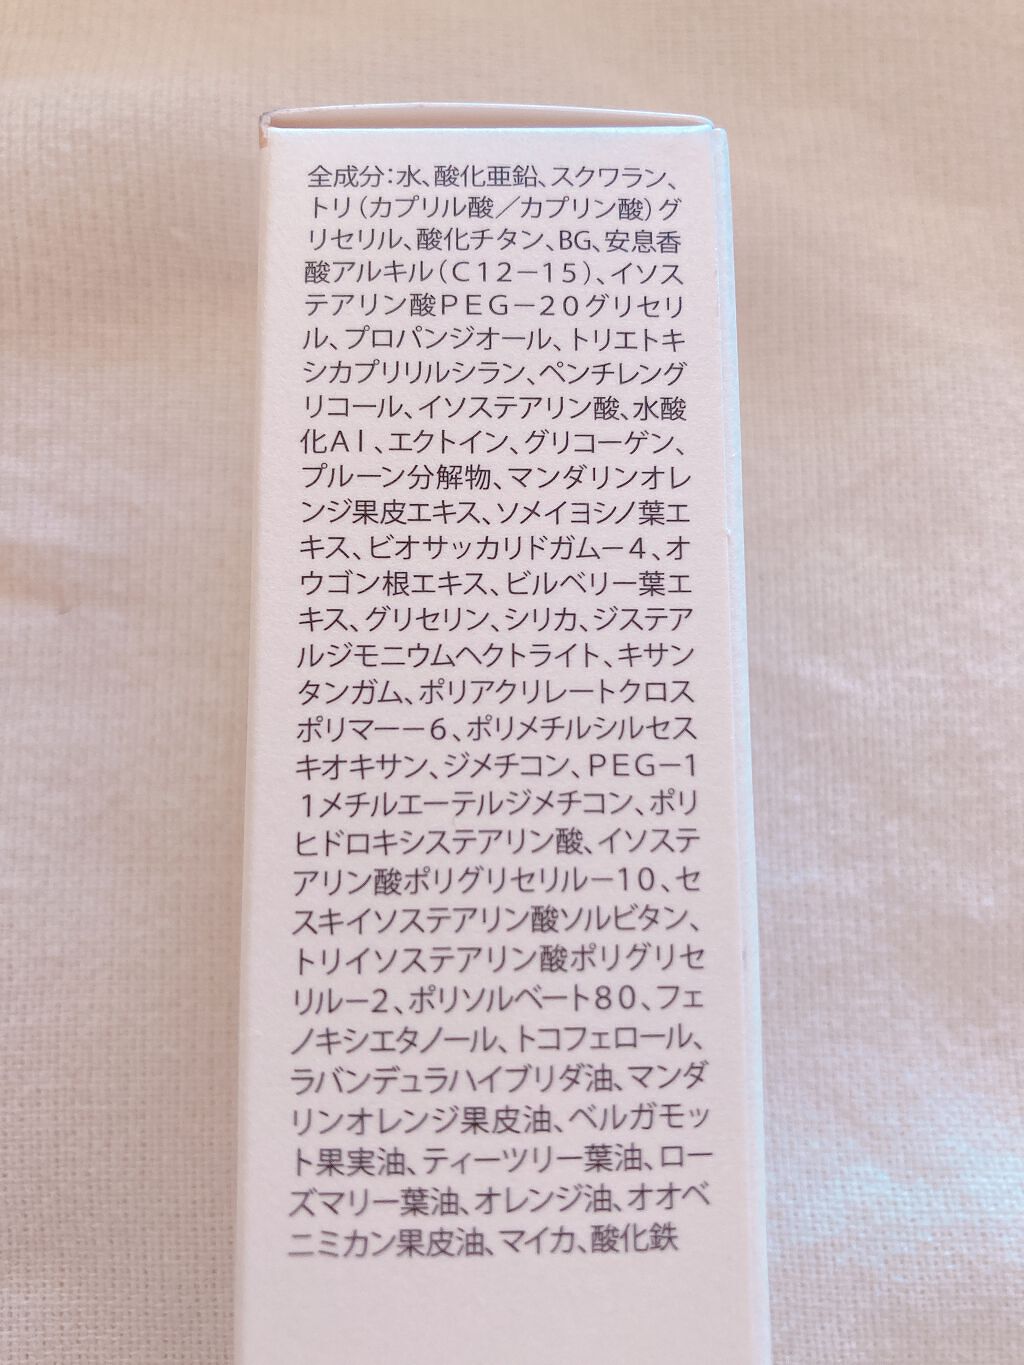 全成分：水、酸化亜鉛、スクワラン、
トリ（カプリル酸／カプリン酸）グ
リセリル、酸化チタン、BG、安息香
酸アルキル（C12－15）、イソス
テアリン酸PEG－20グリセリ
ル、プロパンジオール、トリエトキ
シカプリリルシラン、ペンチレング
リコール、イソステアリン酸、水酸
化Al、エクトイン、グリコーゲン、
プルーン分解物、マンダリンオレ
ンジ果皮エキス、ソメイヨシノ葉エ
キス、ビオサッカリドガム－4、オ
ウゴン根エキス、ビルベリー葉エ
キス、グリセリン、シリカ、ジステア
ルジモニウムヘクトライト、キサン
タンガム、ポリアクリレートクロス
ポリマー－6、ポリメチルシルセス
キオキサン、ジメチコン、PEG－1
1メチルエーテルジメチコン、ポリ
ヒドロキシステアリン酸、イソステ
アリン酸ポリグリセリル－10、セ
スキイソステアリン酸ソルビタン、
トリイソステアリン酸ポリグリセ
リル－2、ポリソルベート80、フェ
ノキシエタノール、トコフェロール、
ラバンデュラハイブリダ油、マンダ
リンオレンジ果皮油、ベルガモッ
ト果実油、ティーツリー葉油、ロー
ズマリー葉油、オレンジ油、オオベ
ニミカン果皮油、マイカ、酸化鉄